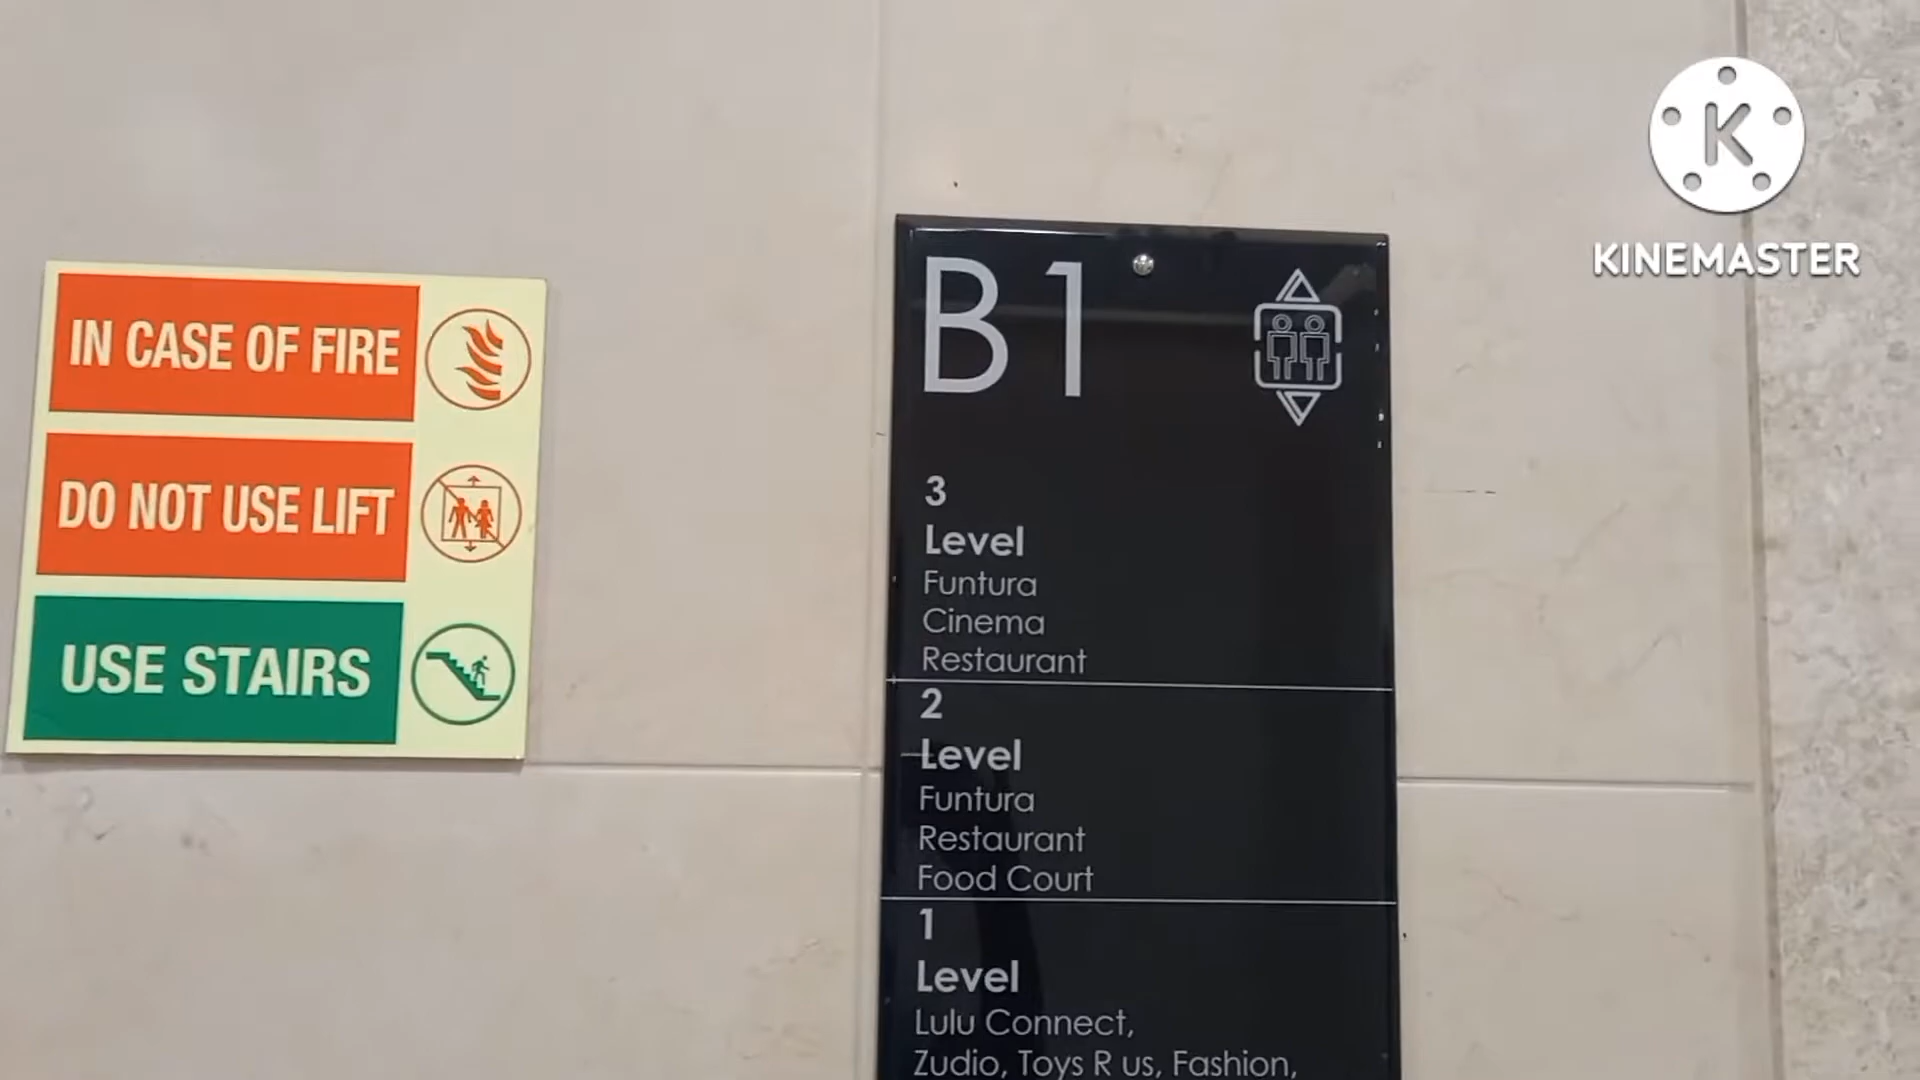 IN CASE OF FIRE
DO NOT USE LIFT
USE STAIRS
B1
3
Level
Funtura
Cinema
Restaurant
2
Level
Funtura
Restaurant
Food Court
1
Level
Lulu Connect,
Zudio, Toys R us, Fashion,
K
KINEMASTER